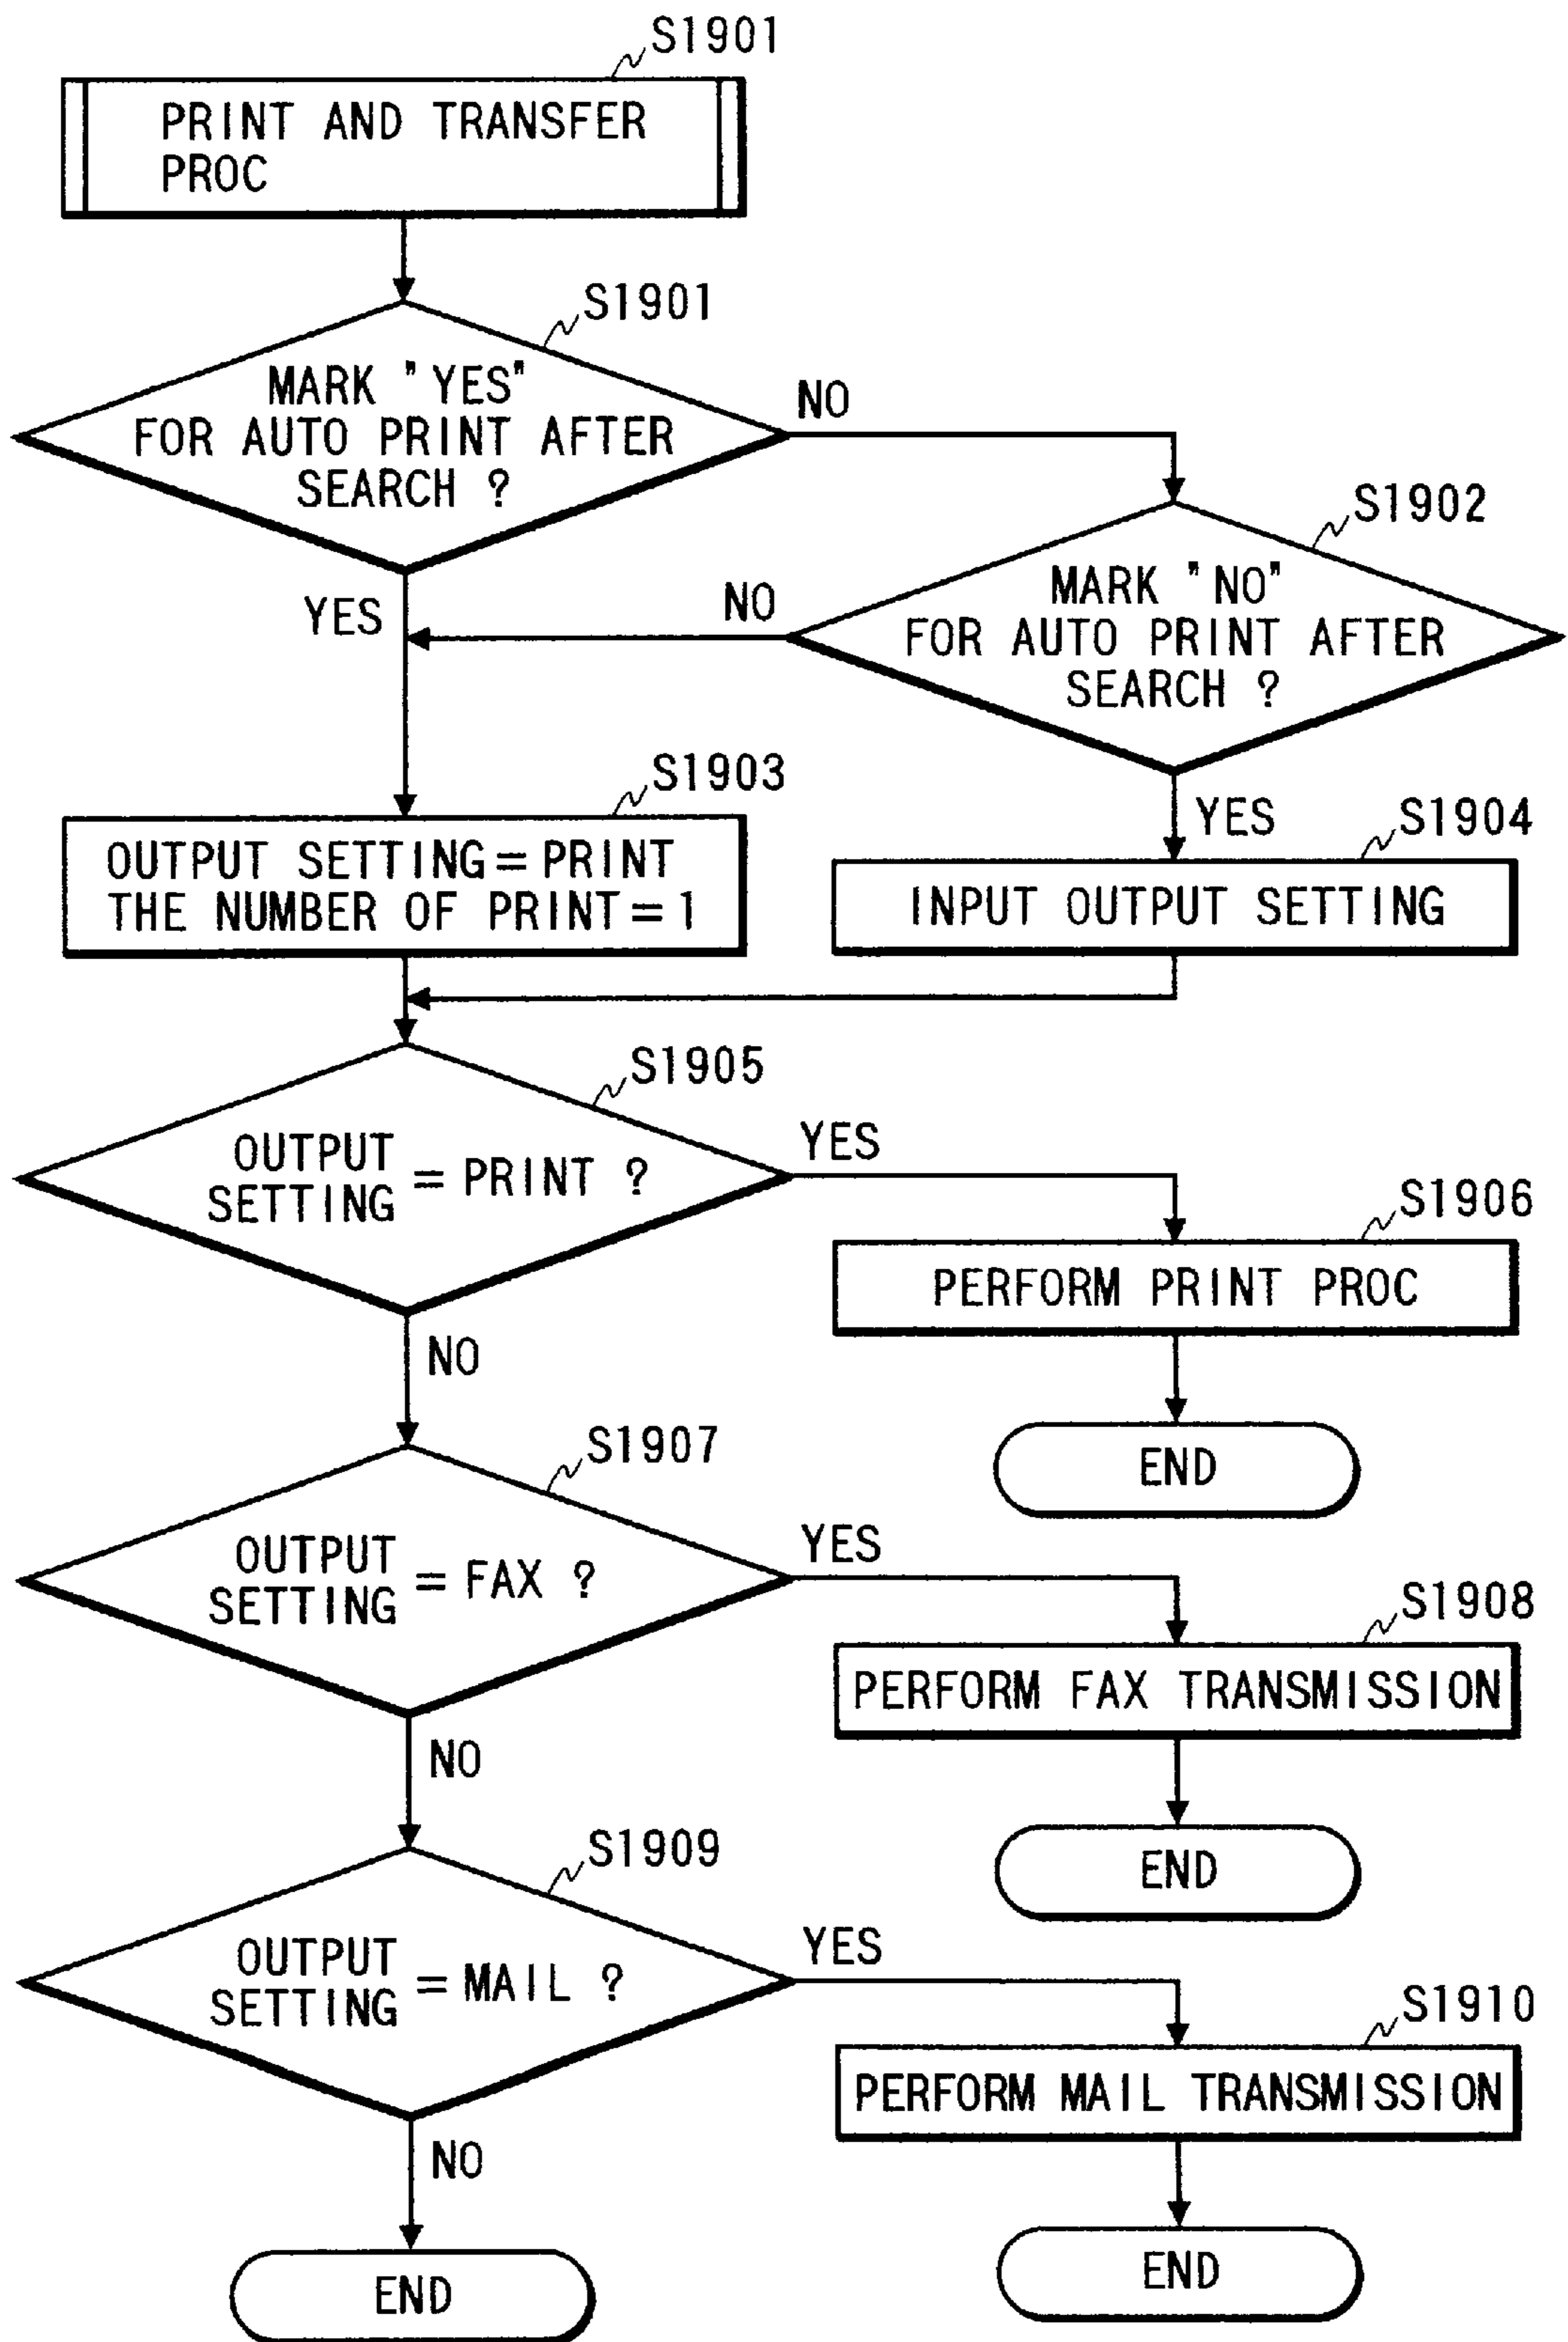 S1901
PRINT AND TRANSFER
PROC
S1901
MARK "YES"
FOR AUTO PRINT AFTER
SEARCH ?
NO
S1902
MARK "NO"
FOR AUTO PRINT AFTER
SEARCH ?
YES
NO
S1903
OUTPUT SETTING=PRINT
THE NUMBER OF PRINT=1
YES
S1904
INPUT OUTPUT SETTING
S1905
OUTPUT
SETTING = PRINT ?
YES
S1906
PERFORM PRINT PROC
END
NO
S1907
OUTPUT
SETTING = FAX ?
YES
S1908
PERFORM FAX TRANSMISSION
END
NO
S1909
OUTPUT
SETTING = MAIL ?
YES
S1910
PERFORM MAIL TRANSMISSION
END
NO
END